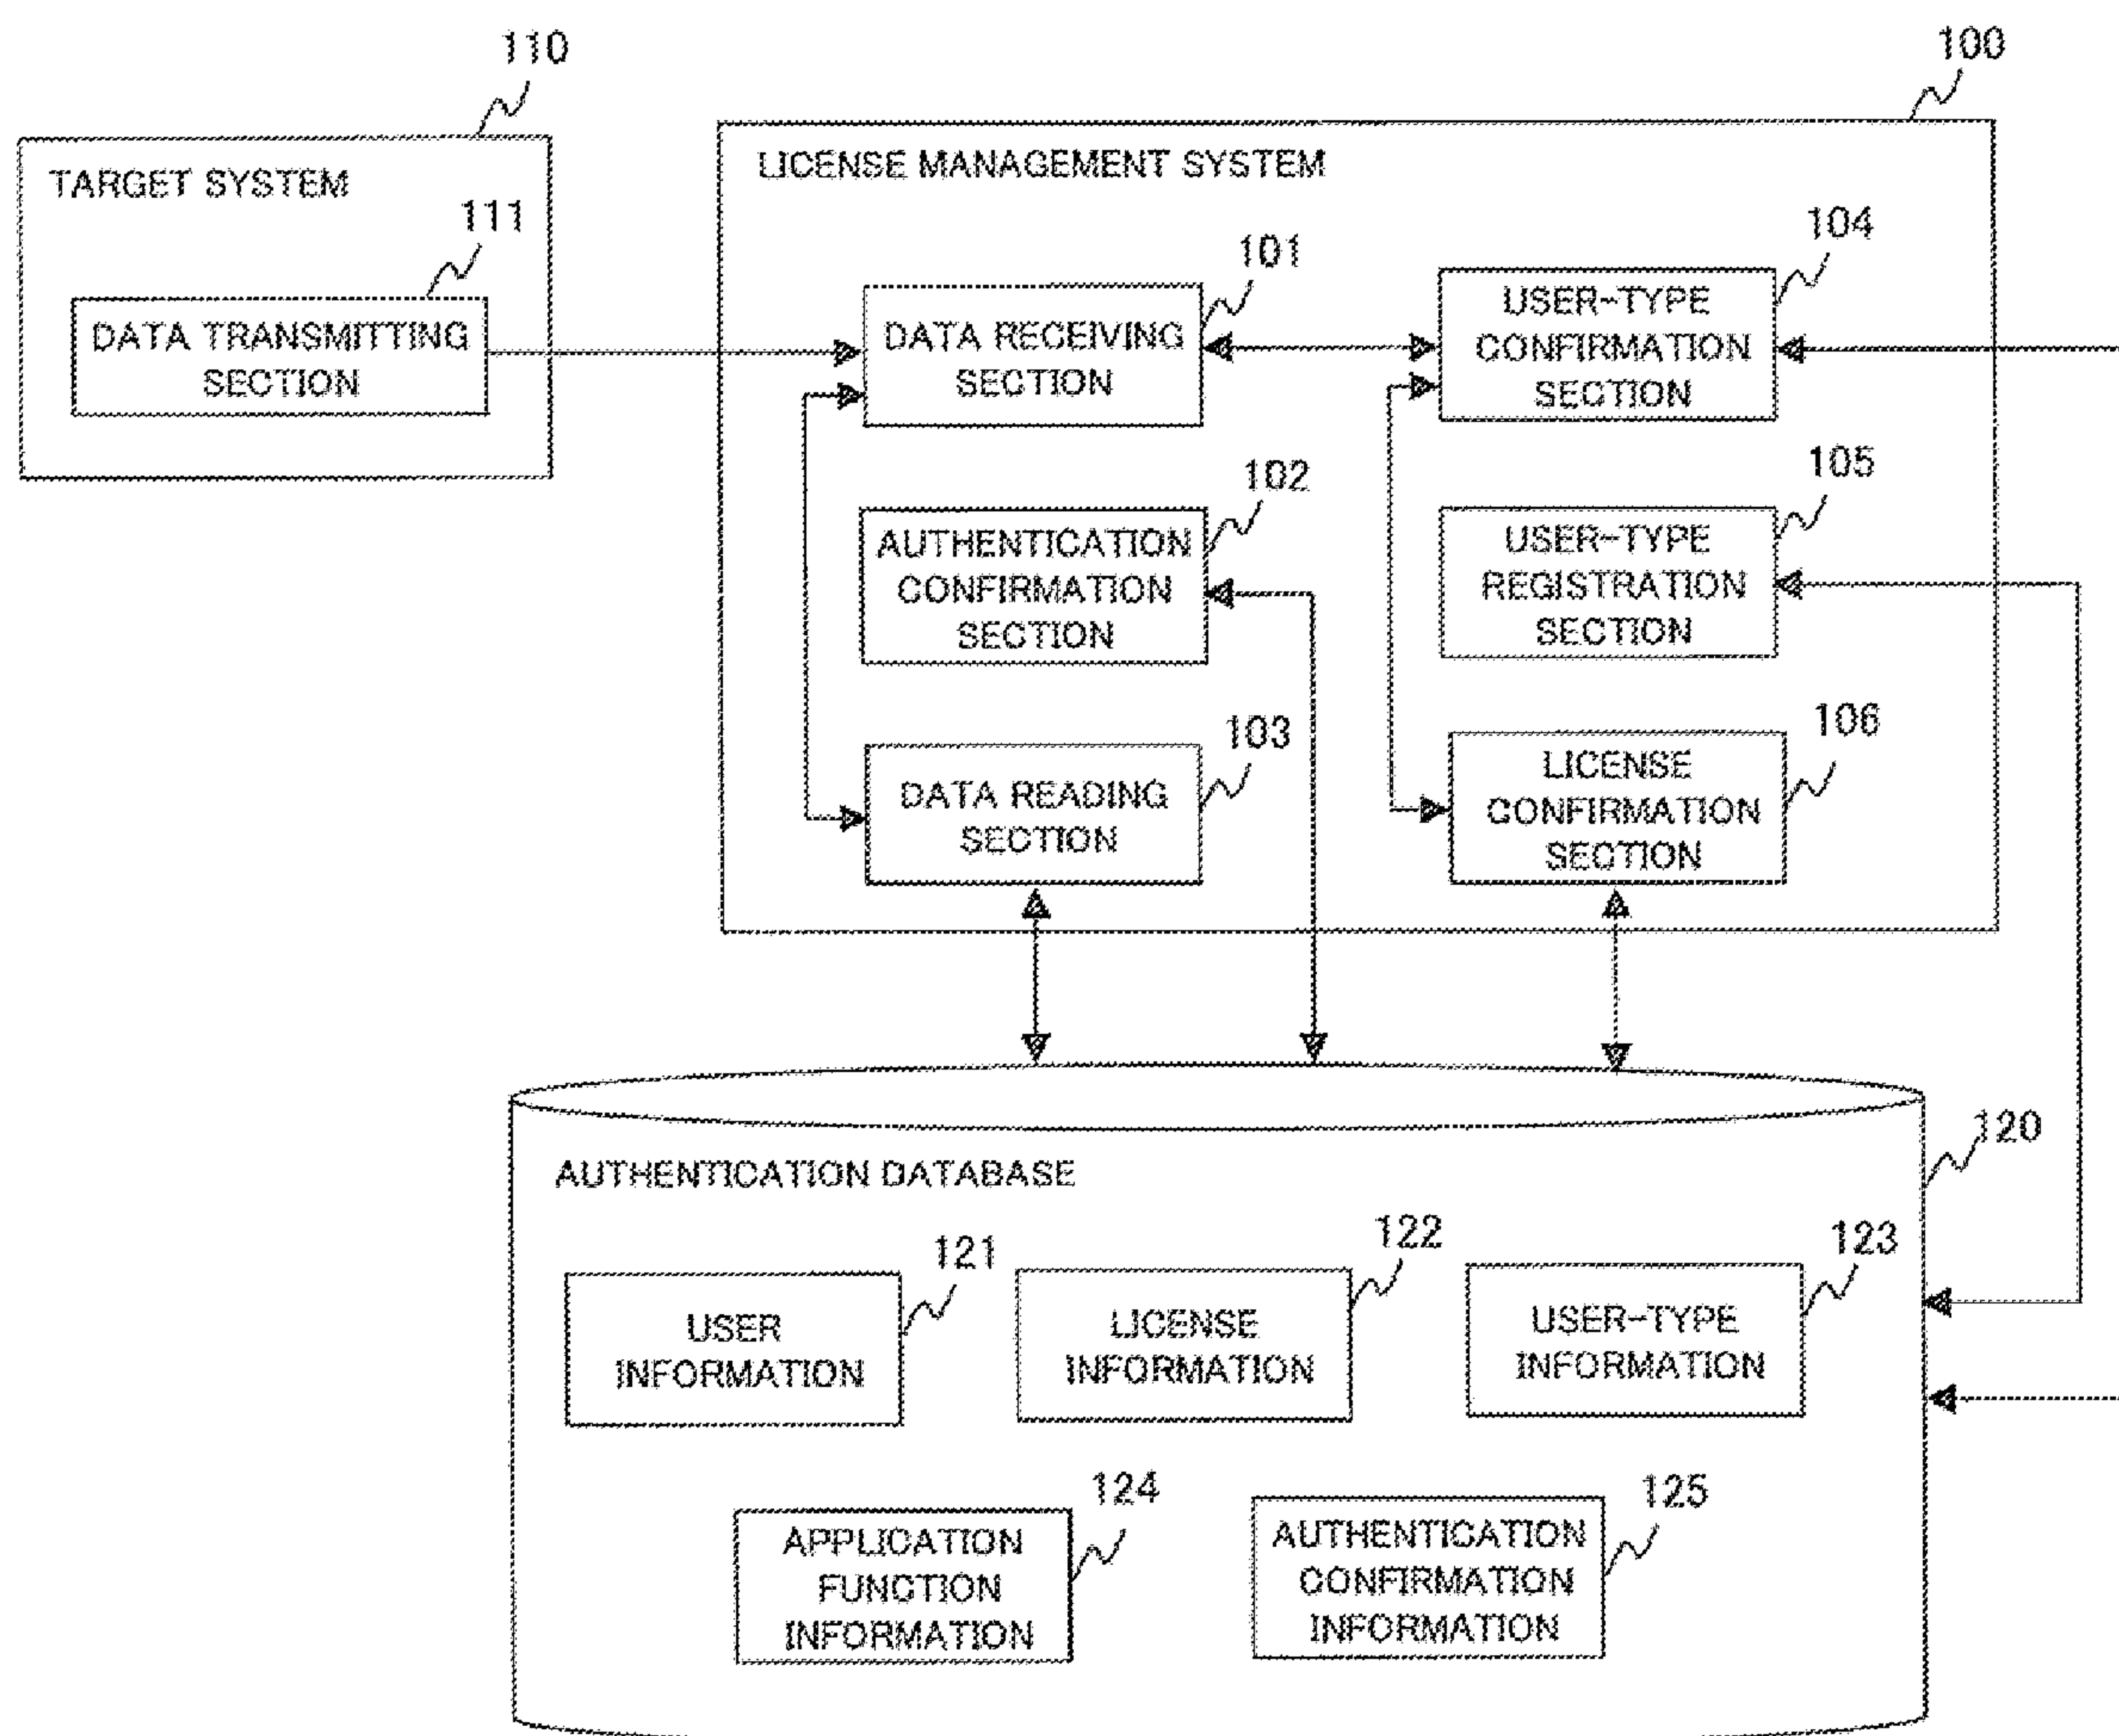 110
100
TARGET SYSTEM
LICENSE MANAGEMENT SYSTEM
111
101
104
DATA TRANSMITTING
SECTION
DATA RECEIVING
SECTION
USER-TYPE
CONFIRMATION
SECTION
102
105
AUTHENTICATION
CONFIRMATION
SECTION
USER-TYPE
REGISTRATION
SECTION
103
106
DATA READING
SECTION
LICENSE
CONFIRMATION
SECTION
120
AUTHENTICATION DATABASE
121
122
123
USER
INFORMATION
LICENSE
INFORMATION
USER-TYPE
INFORMATION
124
125
APPLICATION
FUNCTION
INFORMATION
AUTHENTICATION
CONFIRMATION
INFORMATION